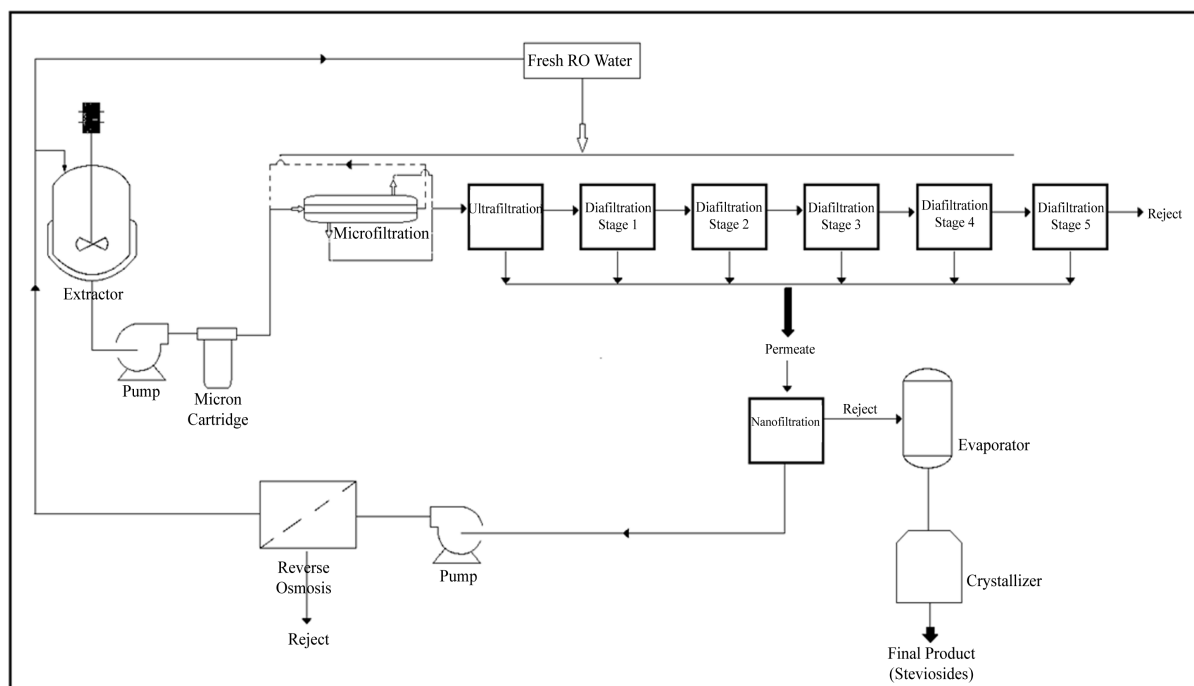 Fresh RO Water
Extractor
Pump
Micron
Cartridge
Microfiltration
Ultrafiltration
Diafiltration
Stage 1
Diafiltration
Stage 2
Diafiltration
Stage 3
Diafiltration
Stage 4
Diafiltration
Stage 5
Reject
Permeate
Nanofiltration
Reject
Evaporator
Crystallizer
Final Product
(Steviosides)
Pump
Reverse
Osmosis
Reject